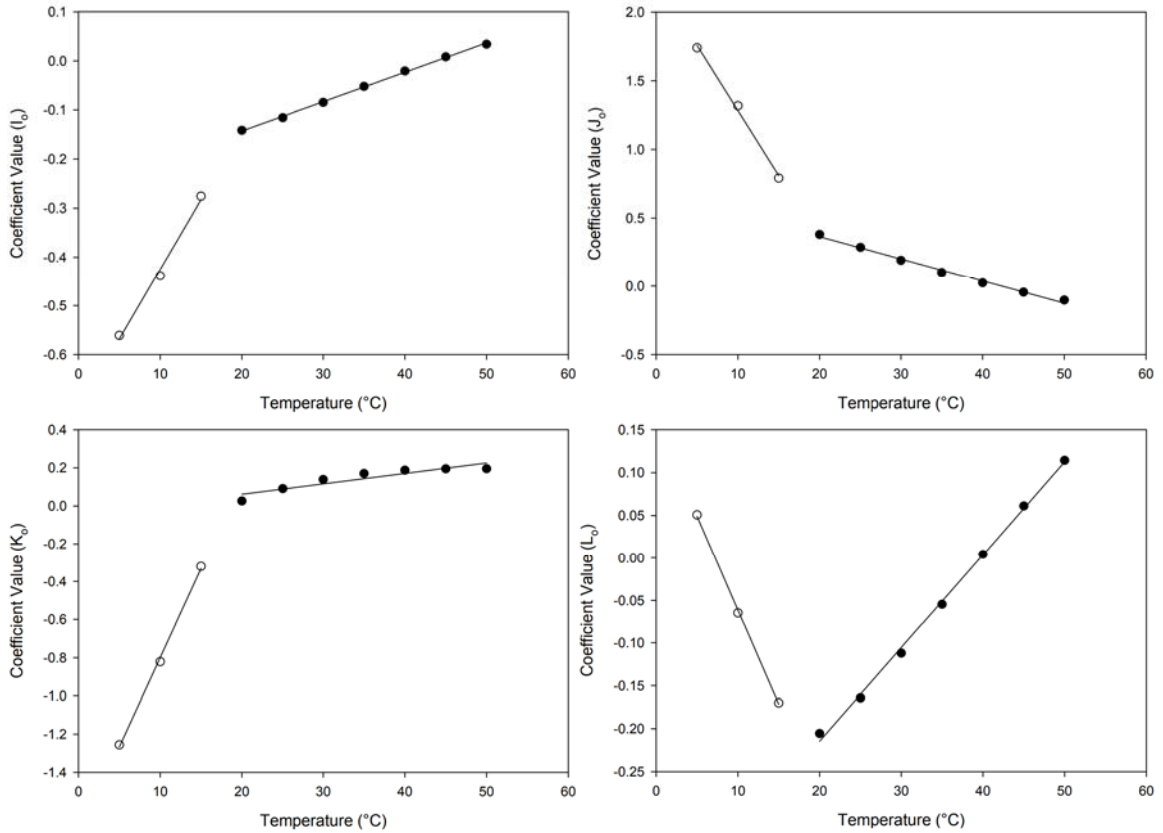 0.1
0.0
-0.1
-0.2
-0.3
-0.4
-0.5
-0.6
Coefficient Value (Iₒ)
0 10 20 30 40 50 60
Temperature (°C)
2.0
1.5
1.0
0.5
0.0
-0.5
Coefficient Value (Jₒ)
0 10 20 30 40 50 60
Temperature (°C)
0.4
0.2
0.0
-0.2
-0.4
-0.6
-0.8
-1.0
-1.2
-1.4
Coefficient Value (Kₒ)
0 10 20 30 40 50 60
Temperature (°C)
0.15
0.10
0.05
0.00
-0.05
-0.10
-0.15
-0.20
-0.25
Coefficient Value (Lₒ)
0 10 20 30 40 50 60
Temperature (°C)